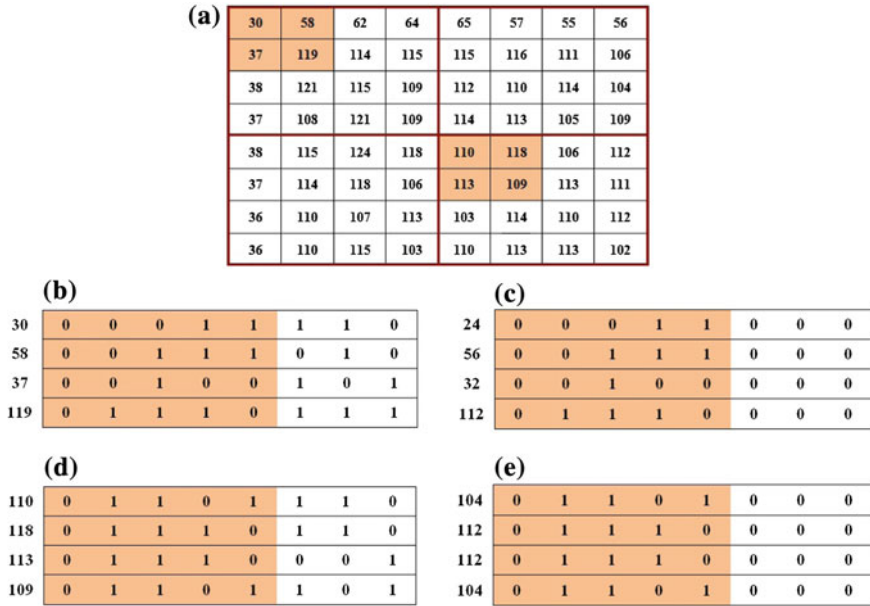 (a)
30 58 62 64 65 57 55 56
37 119 114 115 115 116 111 106
38 121 115 109 112 110 114 104
37 108 121 109 114 113 105 109
38 115 124 118 110 118 106 112
37 114 118 106 113 109 113 111
36 110 107 113 103 114 110 112
36 110 115 103 110 113 113 102
(b)
30 0 0 0 1 1 1 1 0
58 0 0 1 1 1 0 1 0
37 0 0 1 0 0 1 0 1
119 0 1 1 1 0 1 1 1
(c)
24 0 0 0 1 1 0 0 0
56 0 0 1 1 1 0 0 0
32 0 0 1 0 0 0 0 0
112 0 1 1 1 0 0 0 0
(d)
110 0 1 1 0 1 1 1 0
118 0 1 1 1 0 1 1 0
113 0 1 1 1 0 0 0 1
109 0 1 1 0 1 1 0 1
(e)
104 0 1 1 0 1 0 0 0
112 0 1 1 1 0 0 0 0
112 0 1 1 1 0 0 0 0
104 0 1 1 0 1 0 0 0